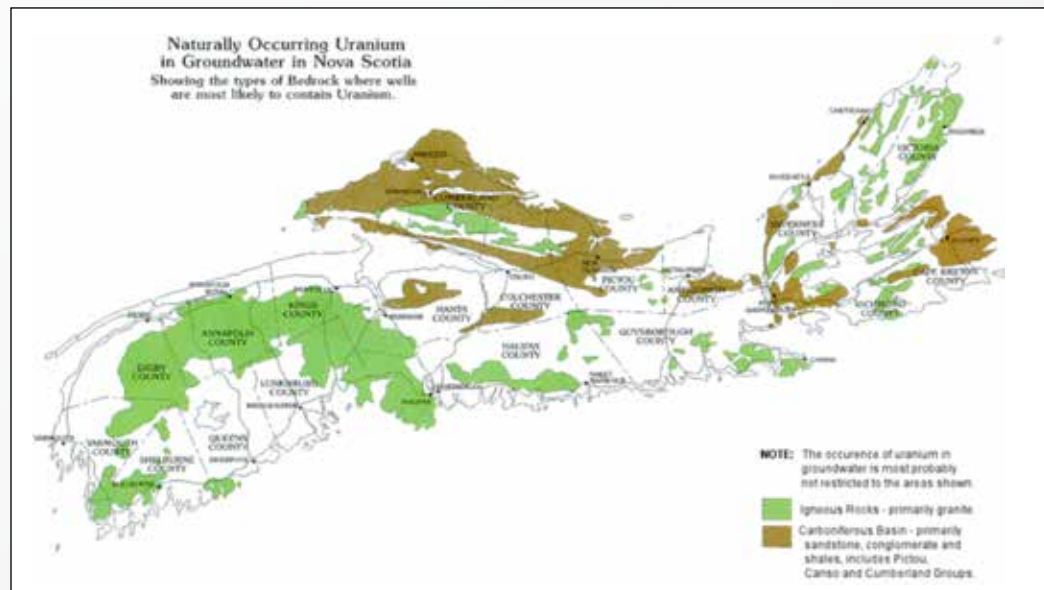 Naturally Occurring Uranium
in Groundwater in Nova Scotia
Showing the types of Bedrock where wells
are most likely to contain Uranium.
VICTORIA
COUNTY
INVERNESS
COUNTY
CUMBERLAND
COUNTY
CAPE BRETON
COUNTY
RICHMOND
COUNTY
PICTOU
COUNTY
COUNTY
COLCHESTER
COUNTY
HANTS
COUNTY
KINGS
COUNTY
ANNAPOLIS
COUNTY
GUYSBOROUGH
COUNTY
HALIFAX
COUNTY
DIGBY
COUNTY
LUNENBURG
COUNTY
QUEENS
COUNTY
YARMOUTH
YARMOUTH
COUNTY
SHELBURNE
COUNTY
NOTE: The occurence of uranium in
groundwater is most probably
not restricted to the areas shown.
Igneous Rocks - primarily granite.
Carboniferous Basin - primarily
sandstone, conglomerate and
shales, includes Pictou,
Canso and Cumberland Groups.